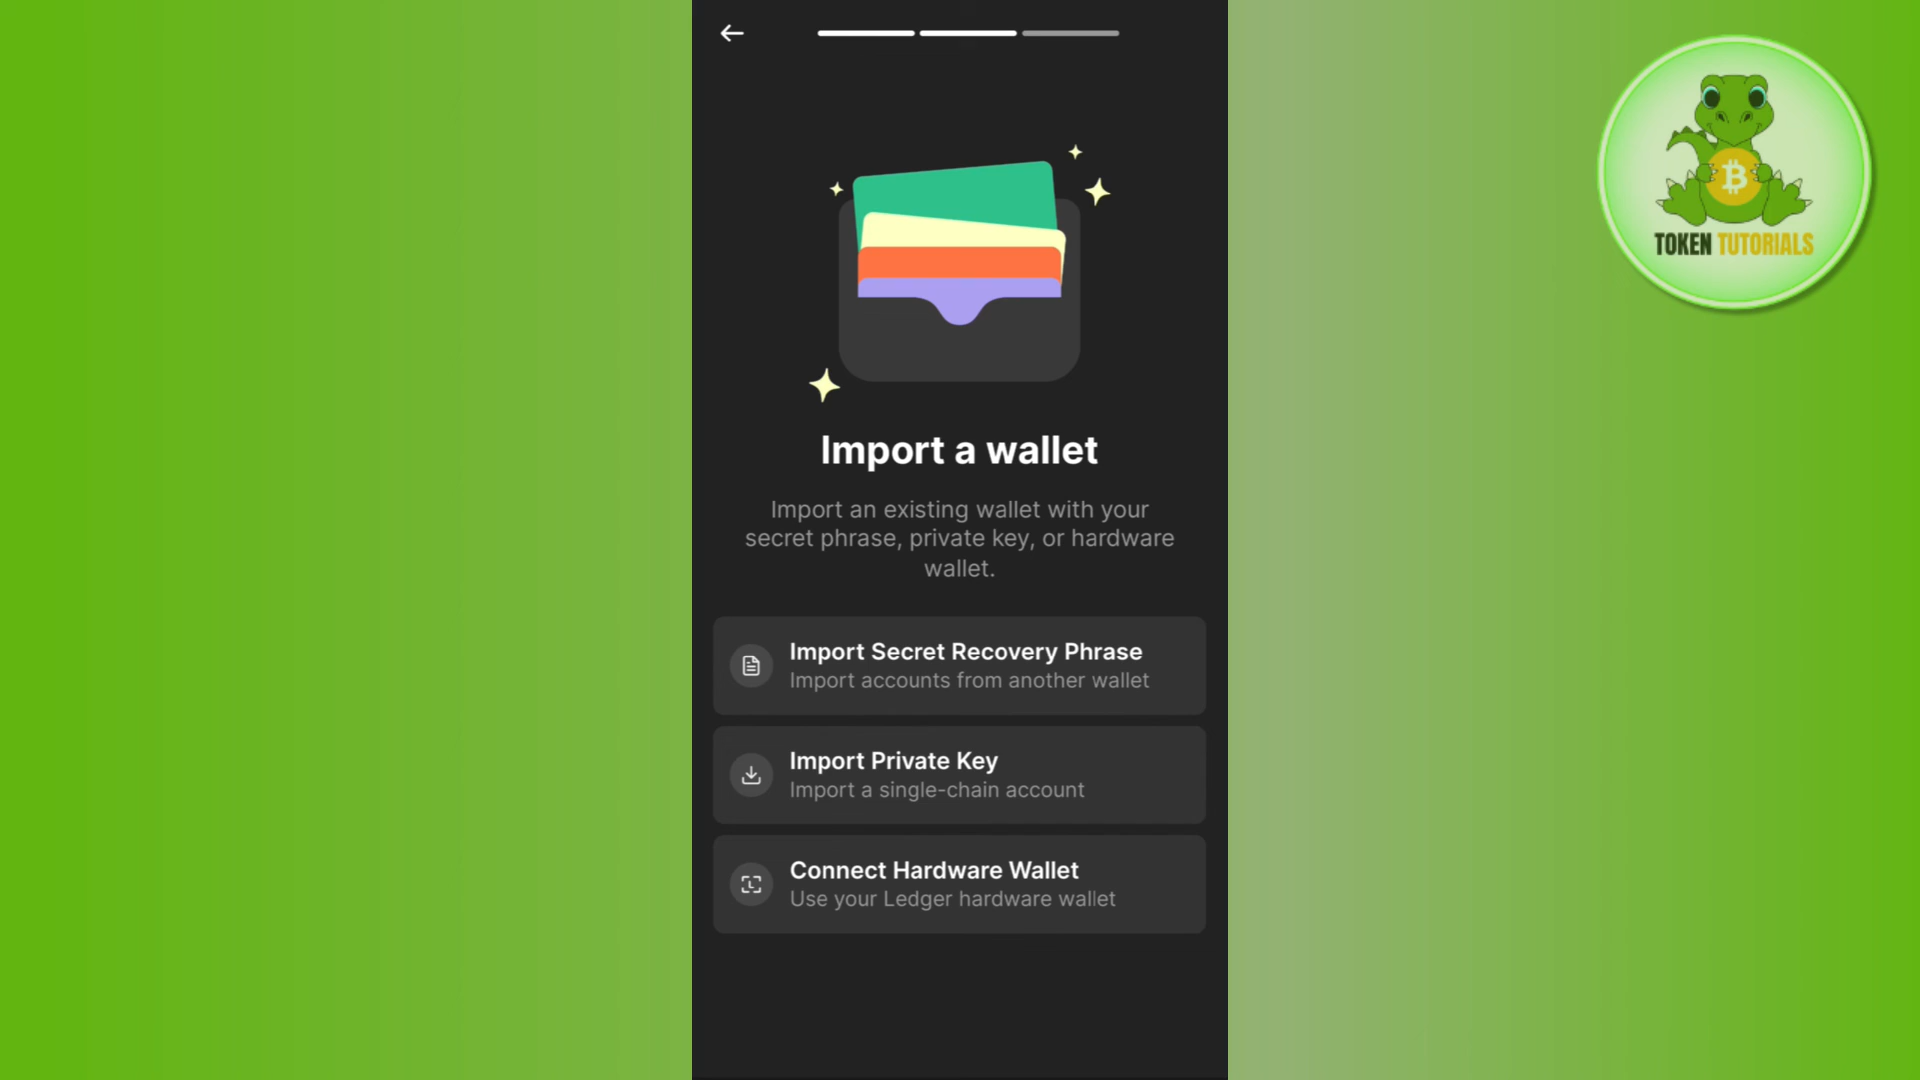 TOKEN TUTORIALS
Import a wallet
Import an existing wallet with your
secret phrase, private key, or hardware
wallet.
Import Secret Recovery Phrase
Import accounts from another wallet
Import Private Key
Import a single-chain account
Connect Hardware Wallet
Use your Ledger hardware wallet